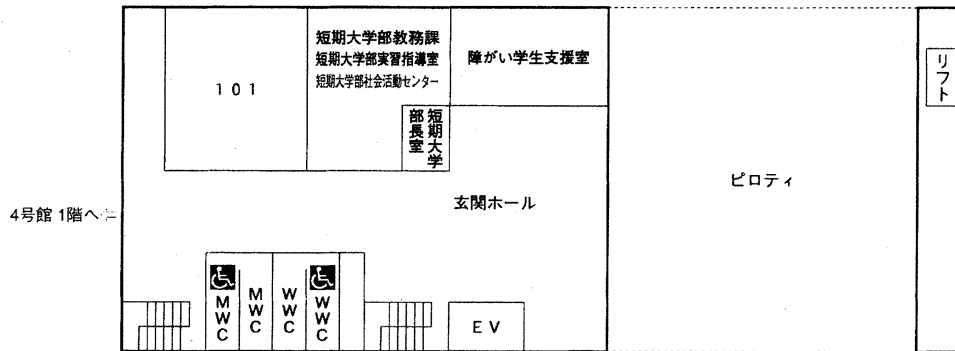 短期大学部教務課
短期大学部実習指導室
短期大学部社会活動センター
障がい学生支援室
リフト
101
短期大学
部長室
ピロティ
玄関ホール
4号館 1階へ
MWC
MWC
WWC
WWC
EV